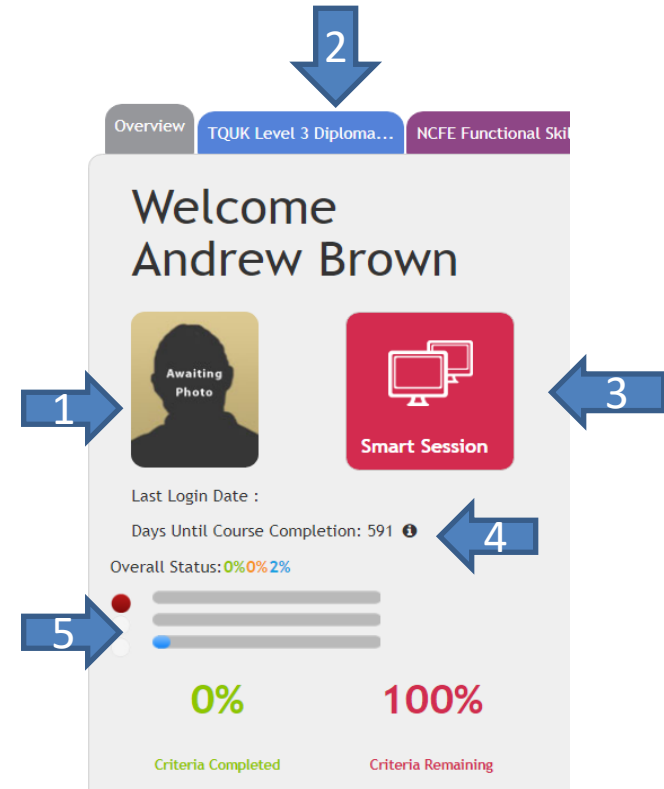 2
Overview TQUK Level 3 Diploma... NCFE Functional Skil
Welcome
Andrew Brown
Awaiting
Photo
Smart Session
1
3
Last Login Date :
Days Until Course Completion: 591
4
Overall Status:0%0%2%
5
0% 100%
Criteria Completed Criteria Remaining